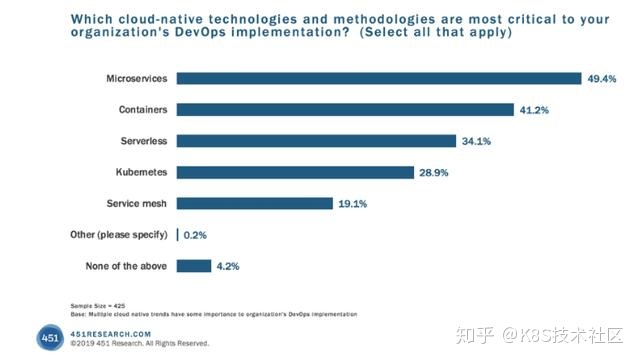 Which cloud-native technologies and methodologies are most critical to your
organization's DevOps implementation? (Select all that apply)
Microservices 49.4%
Containers 41.2%
Serverless 34.1%
Kubernetes 28.9%
Service mesh 19.1%
Other (please specify) 0.2%
None of the above 4.2%
Sample Size = 425
Base: Multiple cloud native trends have some importance to organization's DevOps implementation
451
451RESEARCH.COM
©2019 451 Research. All Rights Reserved.
知乎 @K8S技术社区